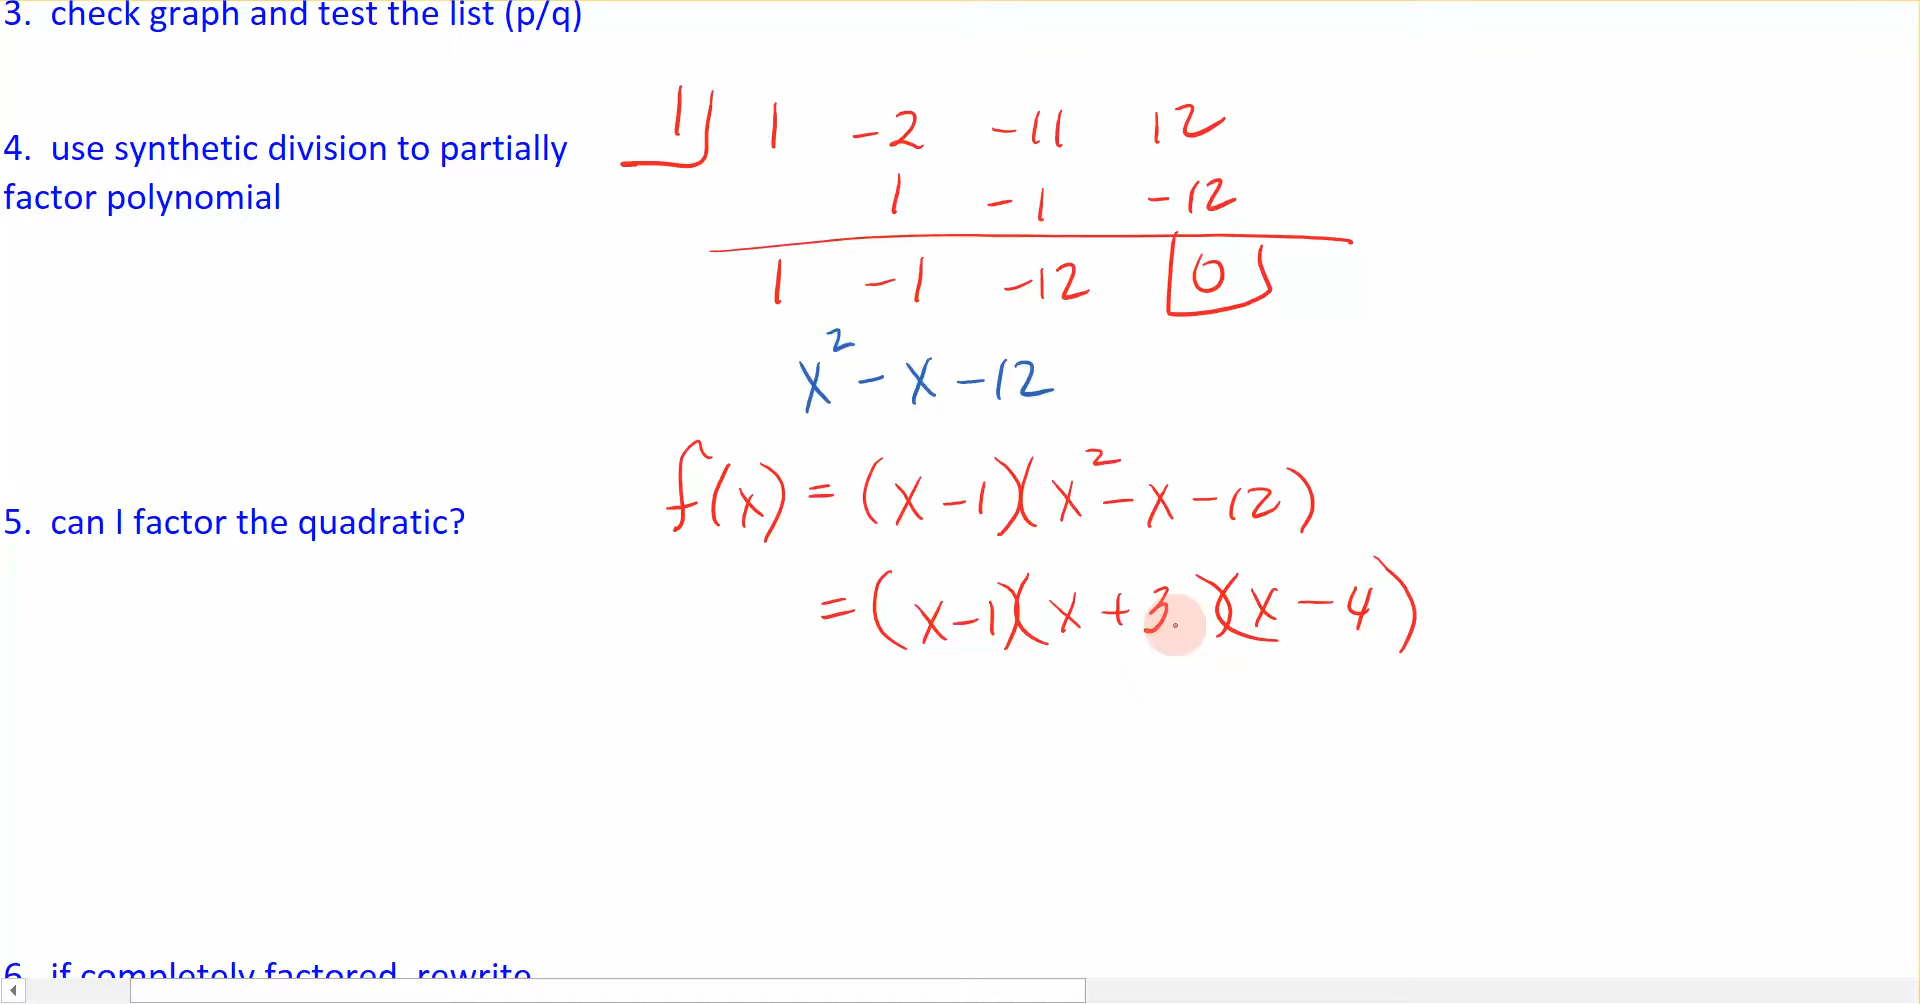 3. check graph and test the list (p/q)
1 1 -2 -11 12
4. use synthetic division to partially
factor polynomial
1 -1 -12
1 -1 -12 0
x² - x - 12
f(x) = (x - 1)(x² - x - 12)
5. can I factor the quadratic?
= (x - 1)(x + 3)(x - 4)
6. if completely factored, rewrite